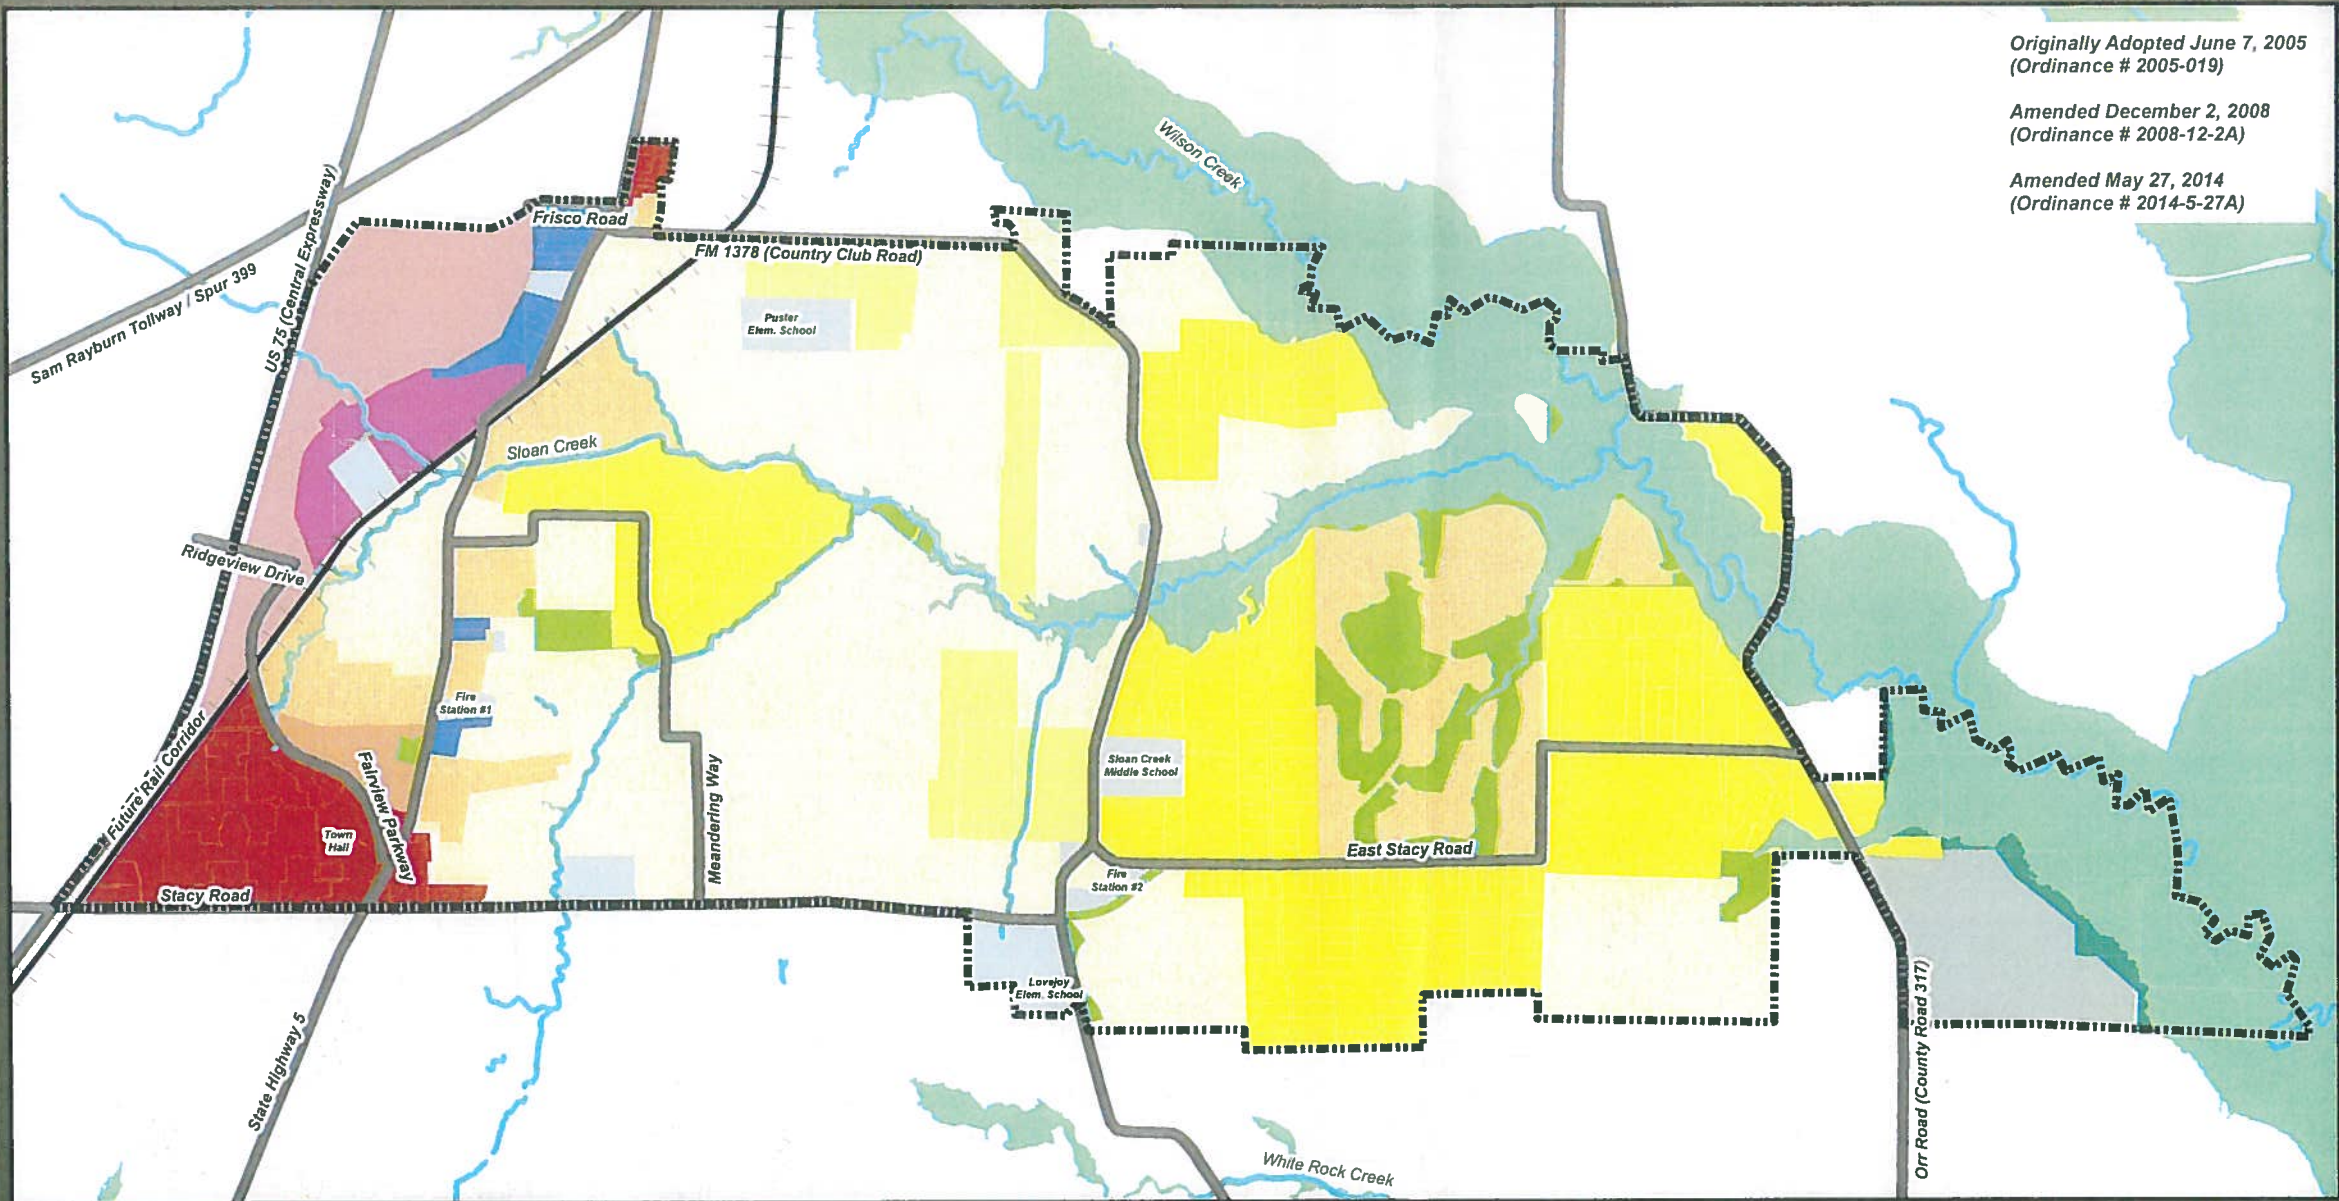 Originally Adopted June 7, 2005
(Ordinance # 2005-019)
Amended December 2, 2008
(Ordinance # 2008-12-2A)
Amended May 27, 2014
(Ordinance # 2014-5-27A)
Wilson Creek
Frisco Road
FM 1378 (Country Club Road)
US 75 (Central Expressway)
Sam Rayburn Tollway / Spur 399
Puster
Elem. School
Sloan Creek
Ridgeview Drive
Fire
Station #1
Future Rail Corridor
Fairview Parkway
Meandering Way
Sloan Creek
Middle School
Town
Hall
East Stacy Road
Stacy Road
Fire
Station #2
Lovejoy
Elem. School
State Highway 5
Orr Road (County Road 317)
White Rock Creek